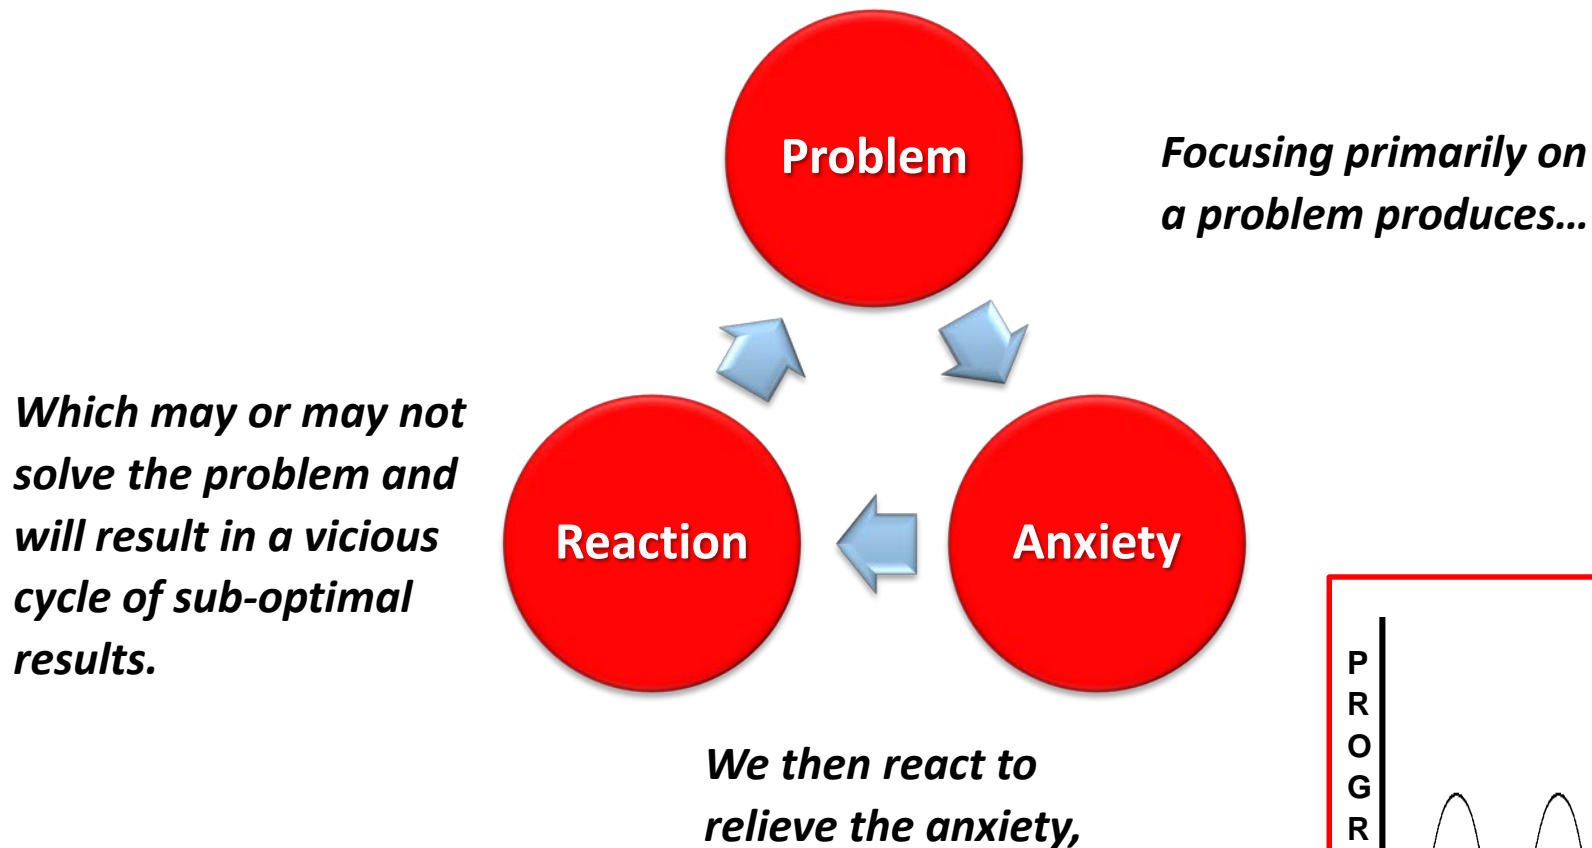 Problem
Focusing primarily on
a problem produces…
Anxiety
We then react to
relieve the anxiety,
Reaction
Which may or may not
solve the problem and
will result in a vicious
cycle of sub-optimal
results.
P
R
O
G
R